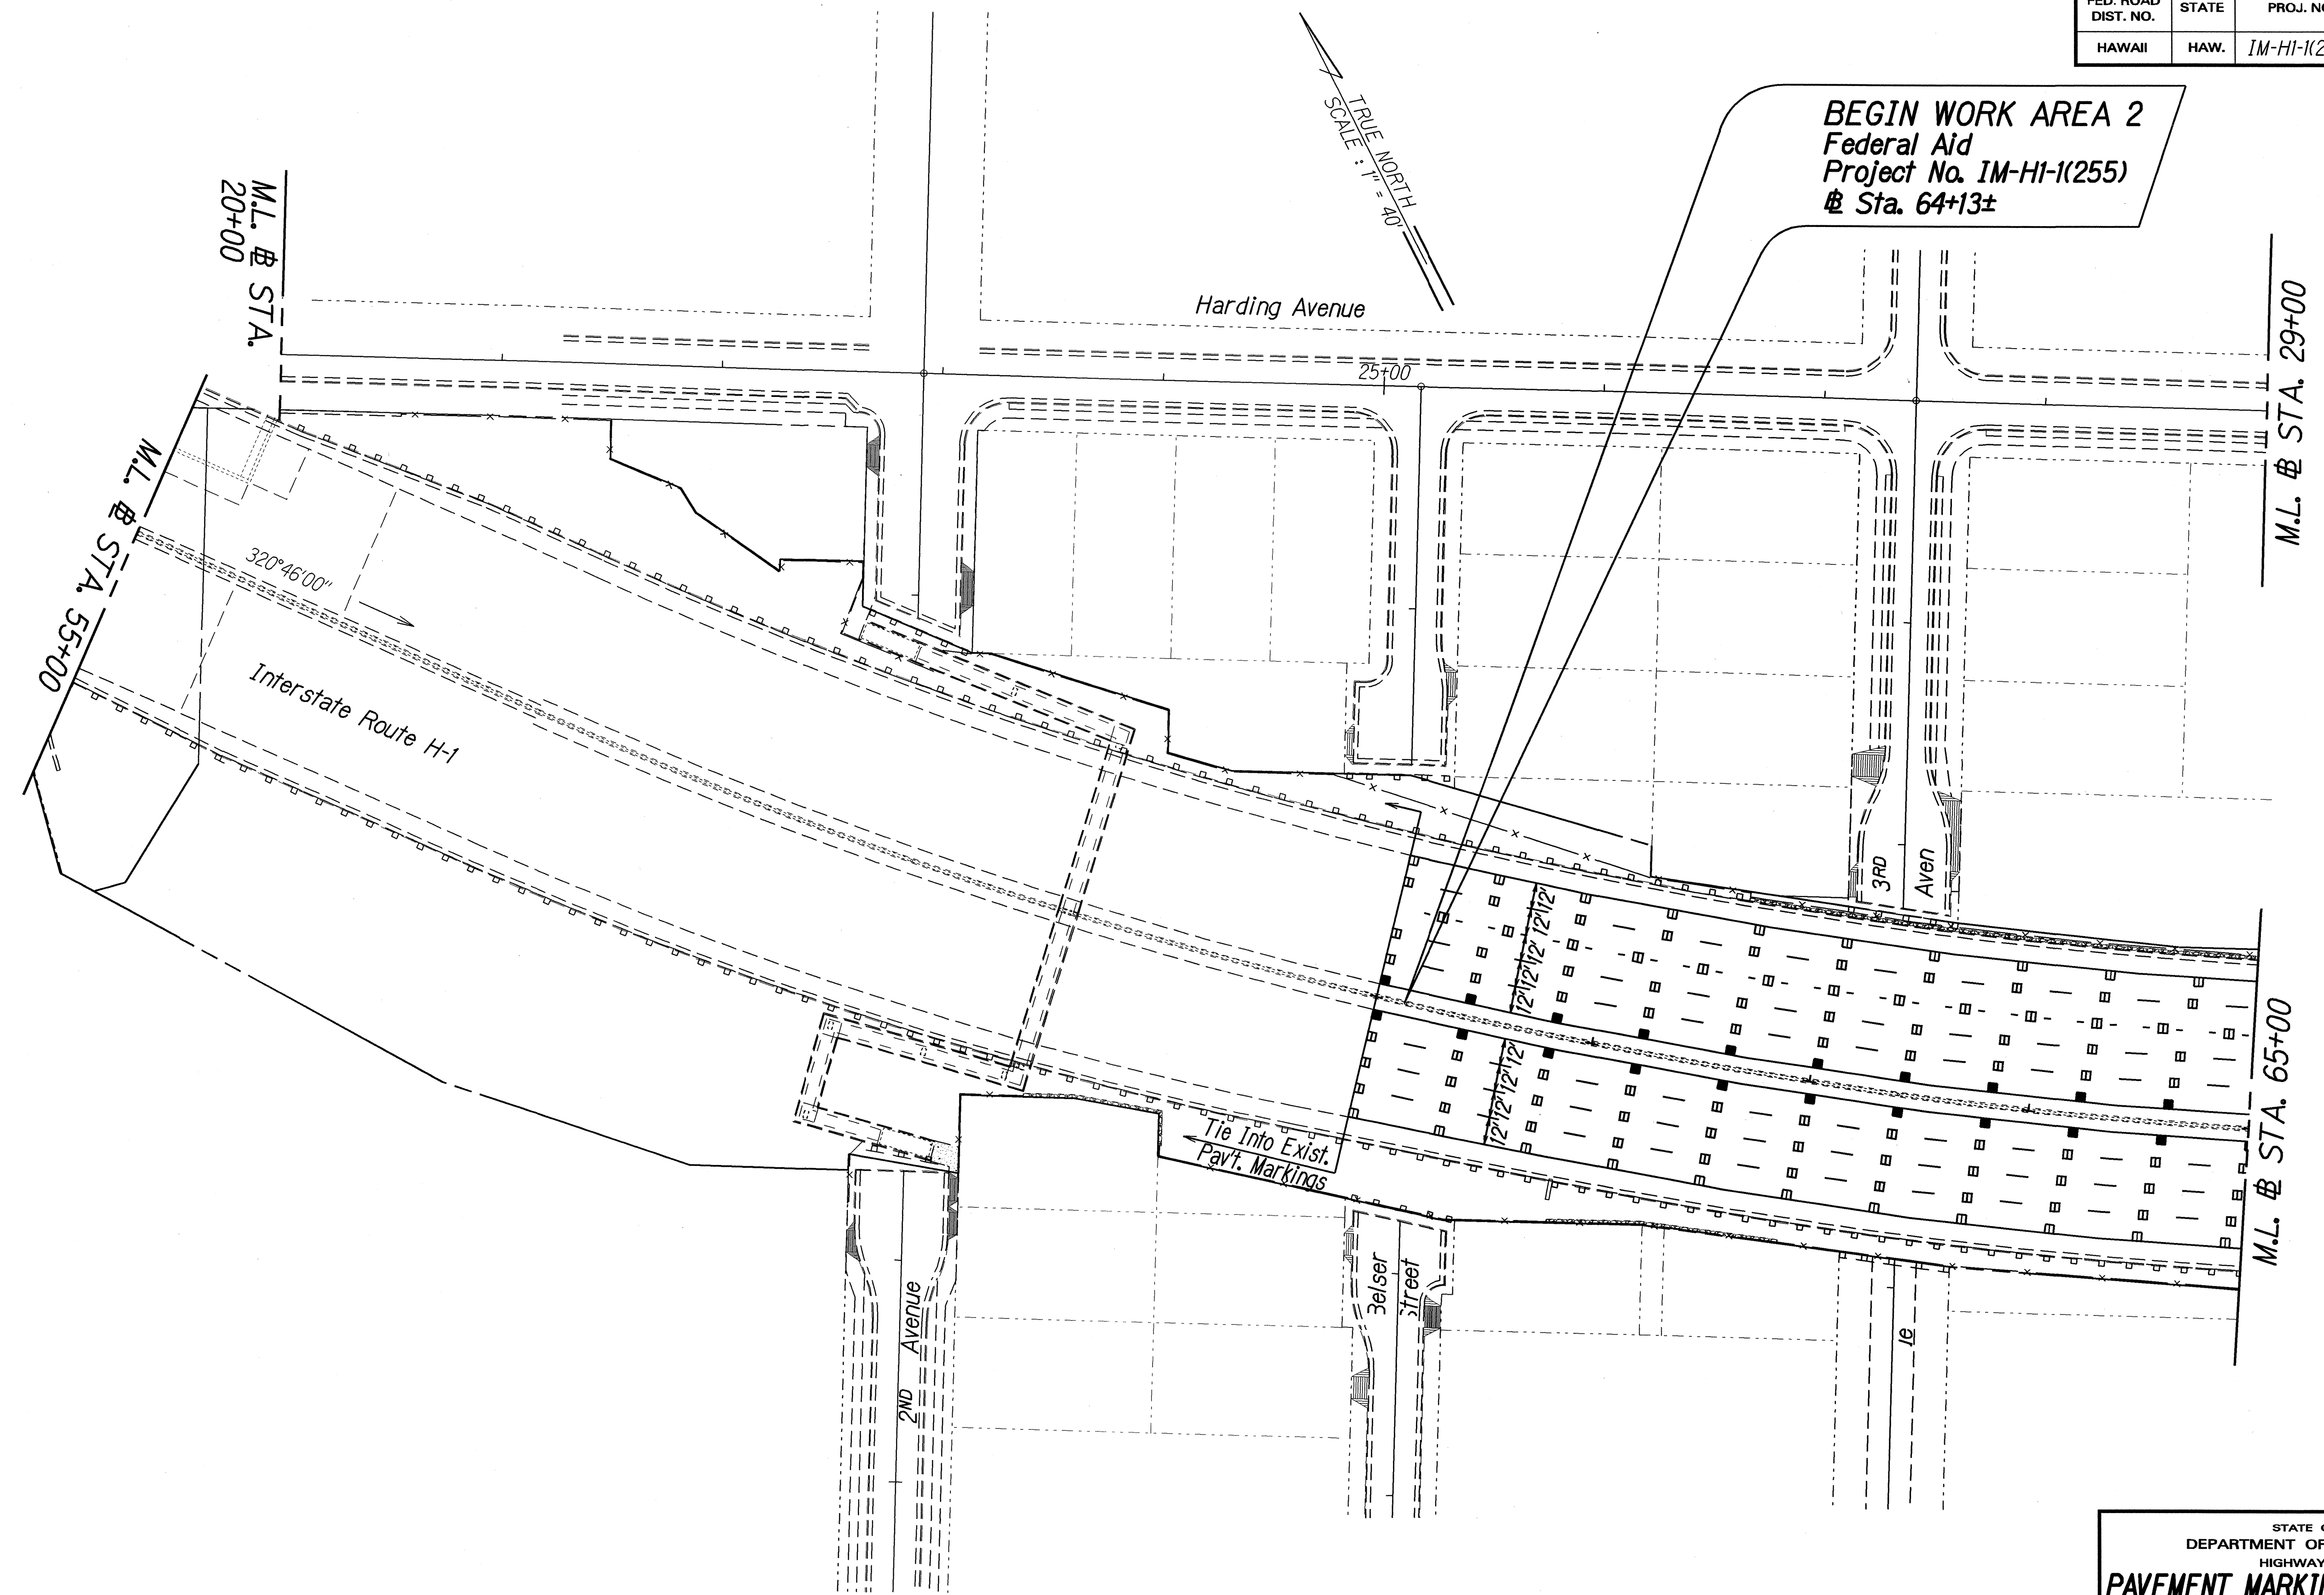 FED. ROAD DIST. NO.
STATE
PROJ. NO
HAWAII
HAW.
IM-H1-1(2
BEGIN WORK AREA 2
Federal Aid
Project No. IM-H1-1(255)
℄ Sta. 64+13±
TRUE NORTH
SCALE : 1" = 40'
M.L. ℄ STA.
20+00
Harding Avenue
25+00
M.L. ℄ STA. 29+00
M.L. ℄ STA. 55+00
320°46'00"
Interstate Route H-1
3RD
Aven
12' 12' 12' 12' 12'
12' 12' 12' 12'
M.L. ℄ STA. 65+00
Tie Into Exist.
Pav't. Markings
2ND Avenue
Belser
Street
STATE
DEPARTMENT OF
HIGHWAY
PAVEMENT MARKI